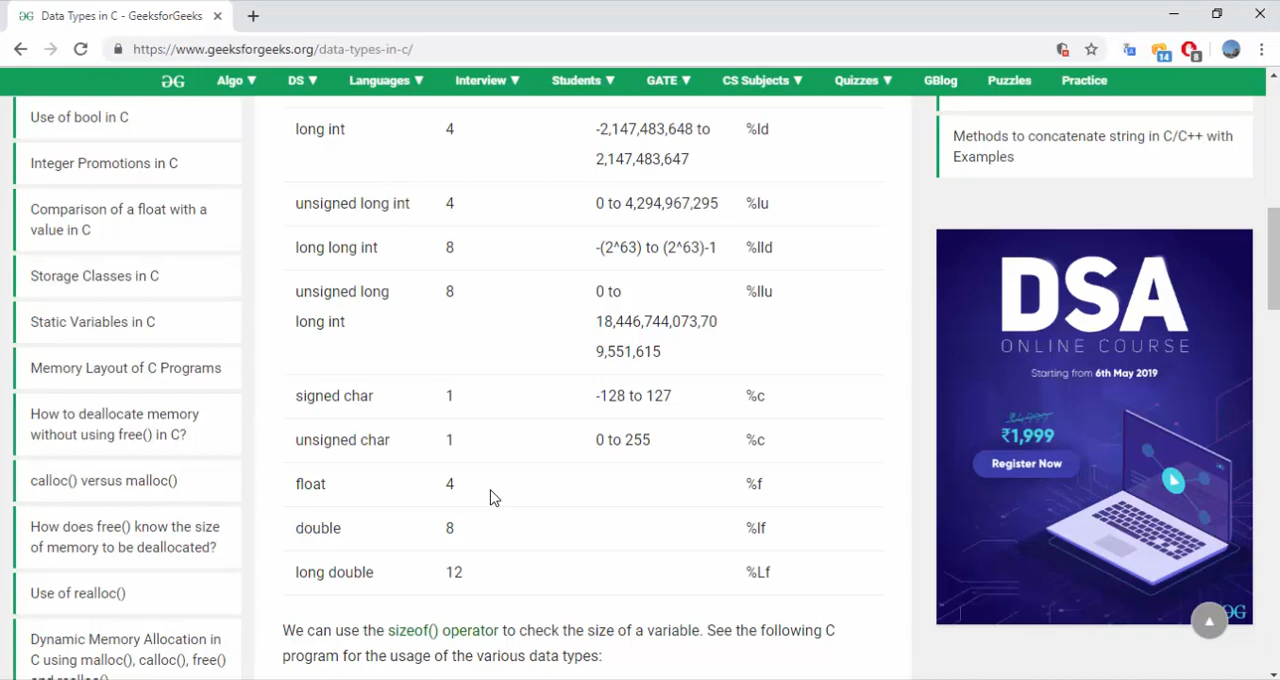 Data Types in C - GeeksforGeeks
https://www.geeksforgeeks.org/data-types-in-c/
14
8
Algo ▼ DS ▼ Languages ▼ Interview ▼ Students ▼ GATE ▼ CS Subjects ▼ Quizzes ▼ GBlog Puzzles Practice
Use of bool in C
Integer Promotions in C
Comparison of a float with a
value in C
Storage Classes in C
Static Variables in C
Memory Layout of C Programs
How to deallocate memory
without using free() in C?
calloc() versus malloc()
How does free() know the size
of memory to be deallocated?
Use of realloc()
Dynamic Memory Allocation in
C using malloc(), calloc(), free()
and realloc()
long int 4 -2,147,483,648 to %ld
2,147,483,647
unsigned long int 4 0 to 4,294,967,295 %lu
long long int 8 -(2^63) to (2^63)-1 %lld
unsigned long 8 0 to %llu
long int 18,446,744,073,70
9,551,615
signed char 1 -128 to 127 %c
unsigned char 1 0 to 255 %c
float 4 %f
double 8 %lf
long double 12 %Lf
We can use the sizeof() operator to check the size of a variable. See the following C
program for the usage of the various data types:
Methods to concatenate string in C/C++ with
Examples
DSA
ONLINE COURSE
Starting from 6th May 2019
₹4,999
₹1,999
Register Now